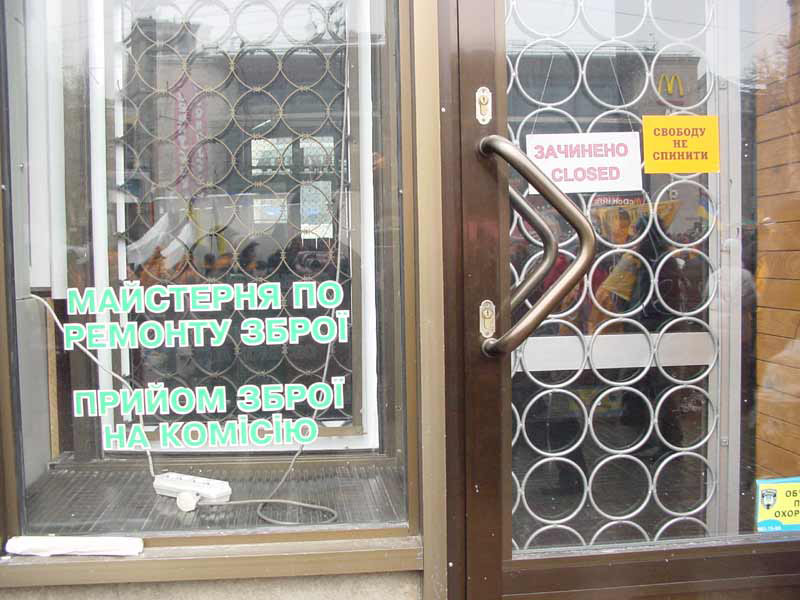 МАЙСТЕРНЯ ПО
РЕМОНТУ ЗБРОЇ
ПРИЙОМ ЗБРОЇ
НА КОМІСІЮ
ЗАЧИНЕНО
CLOSED
СВОБОДУ
НЕ
СПИНИТИ